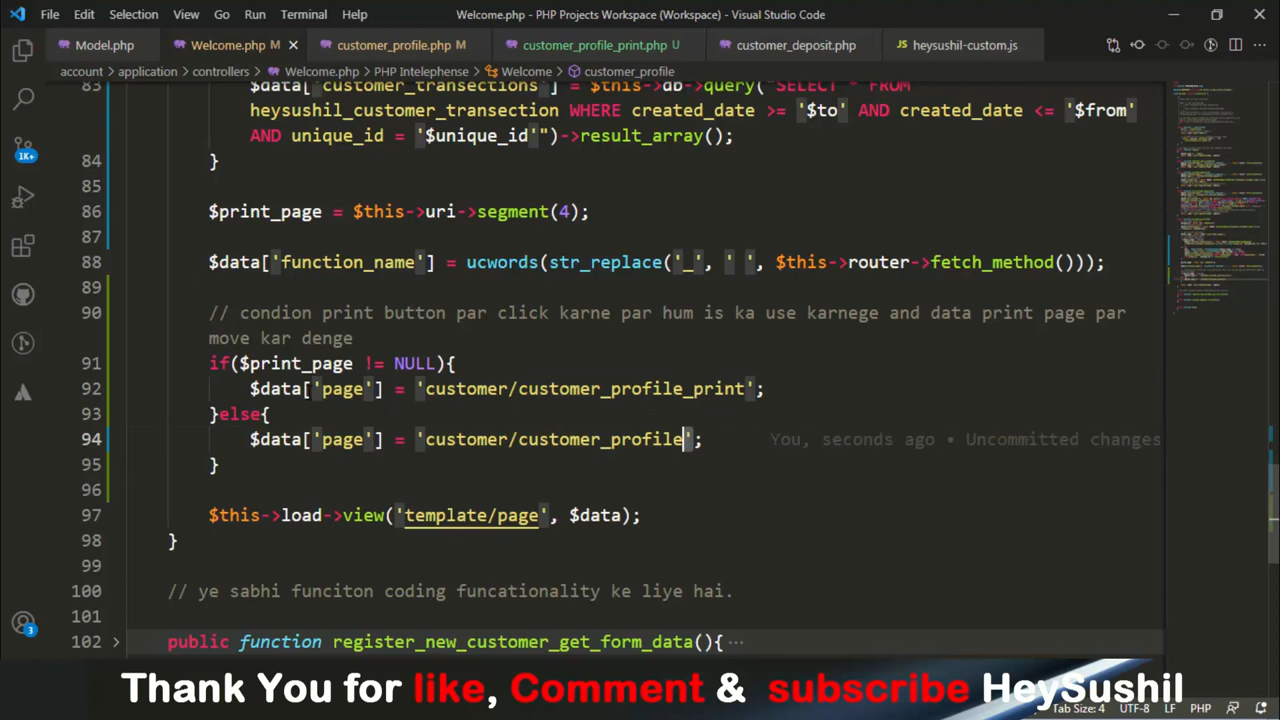 File Edit Selection View Go Run Terminal Help Welcome.php - PHP Projects Workspace (Workspace) - Visual Studio Code
Model.php Welcome.php M customer_profile.php M customer_profile_print.php U customer_deposit.php JS heysushil-custom.js
account application controllers Welcome.php PHP Intelephense Welcome customer_profile
83 $data['customer_transections'] = $this->db->query("SELECT * FROM
heysushil_customer_transection WHERE created_date >= '$to' AND created_date <= '$from'
AND unique_id = '$unique_id'")->result_array();
84 }
85
86 $print_page = $this->uri->segment(4);
87
88 $data['function_name'] = ucwords(str_replace('_', ' ', $this->router->fetch_method()));
89
90 // condion print button par click karne par hum is ka use karnege and data print page par
move kar denge
91 if($print_page != NULL){
92 $data['page'] = 'customer/customer_profile_print';
93 }else{
94 $data['page'] = 'customer/customer_profile'; You, seconds ago • Uncommitted changes
95 }
96
97 $this->load->view('template/page', $data);
98 }
99
100 // ye sabhi funciton coding funcationality ke liye hai.
101
102 public function register_new_customer_get_form_data(){ ...
1K+
3
Thank You for like, Comment & subscribe HeySushil
Tab Size: 4 UTF-8 LF PHP